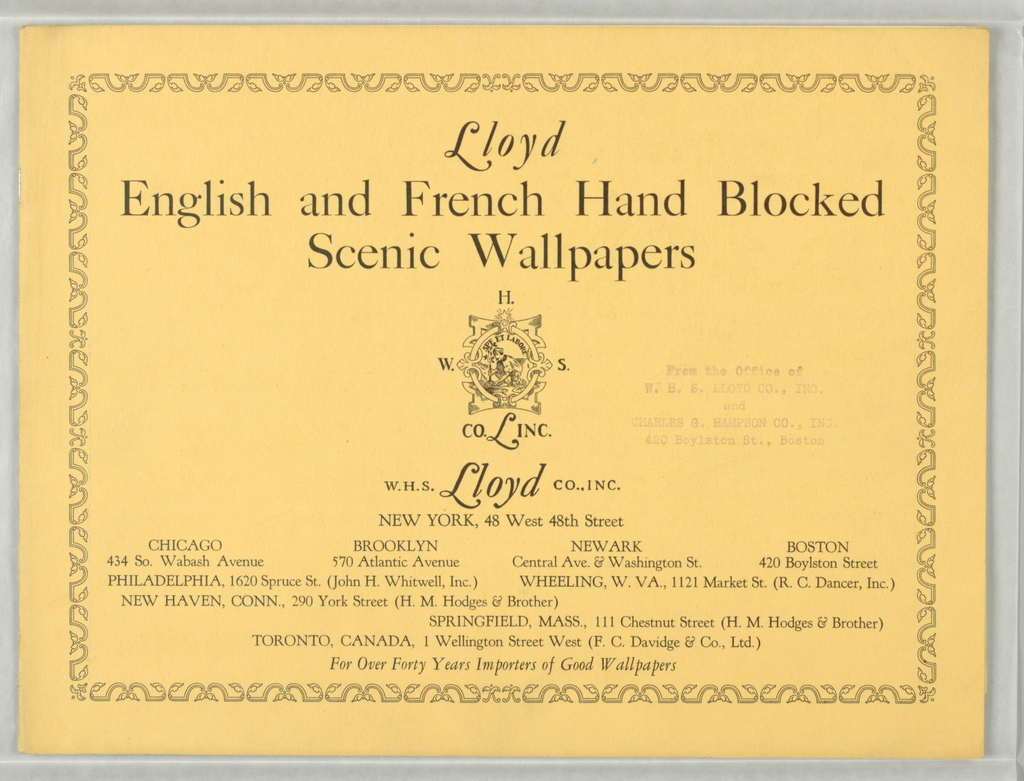 Lloyd
English and French Hand Blocked
Scenic Wallpapers
H.
ET LABORE
W. S.
CO. L INC.
From the Office of
W. H. S. LLOYD CO., INC.
and
CHARLES G. HAMPSON CO., INC.
420 Boylston St., Boston
W.H.S. Lloyd CO., INC.
NEW YORK, 48 West 48th Street
CHICAGO BROOKLYN NEWARK BOSTON
434 So. Wabash Avenue 570 Atlantic Avenue Central Ave. & Washington St. 420 Boylston Street
PHILADELPHIA, 1620 Spruce St. (John H. Whitwell, Inc.) WHEELING, W. VA., 1121 Market St. (R. C. Dancer, Inc.)
NEW HAVEN, CONN., 290 York Street (H. M. Hodges & Brother)
SPRINGFIELD, MASS., 111 Chestnut Street (H. M. Hodges & Brother)
TORONTO, CANADA, 1 Wellington Street West (F. C. Davidge & Co., Ltd.)
For Over Forty Years Importers of Good Wallpapers